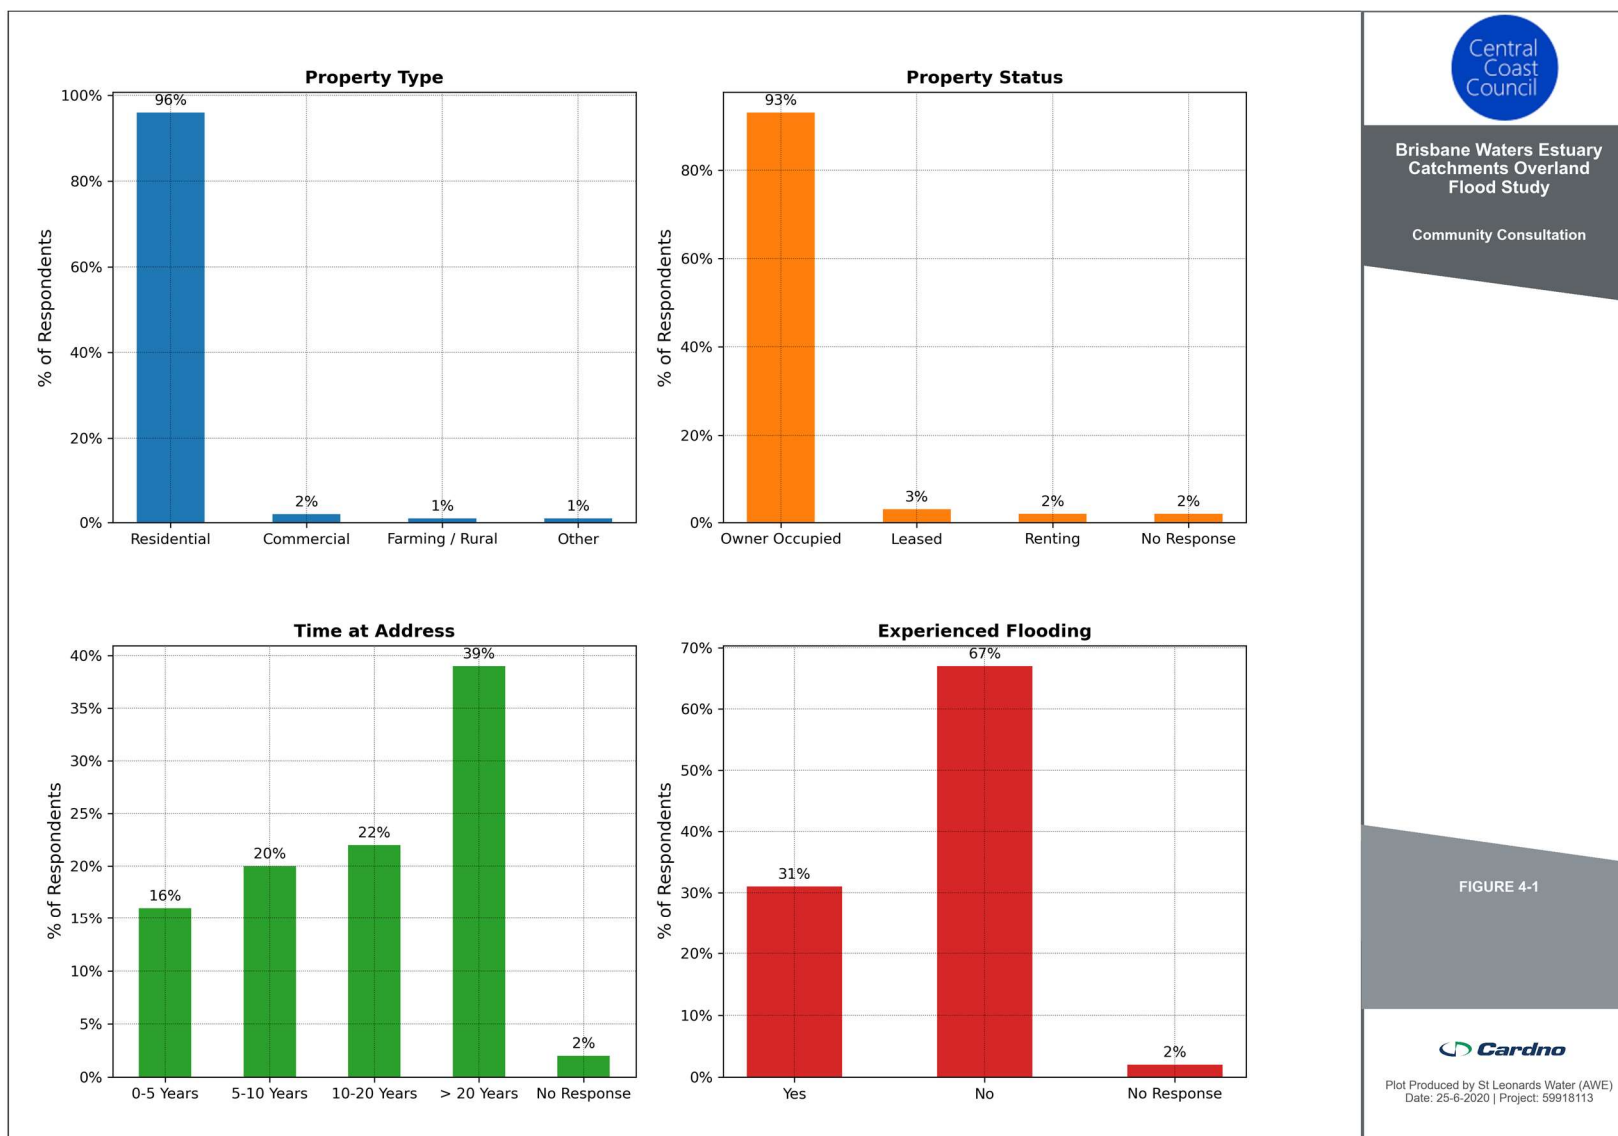 Property Type
100%
80%
60%
40%
20%
0%
% of Respondents
96%
2%
1%
1%
Residential
Commercial
Farming / Rural
Other
Property Status
80%
60%
40%
20%
0%
% of Respondents
93%
3%
2%
2%
Owner Occupied
Leased
Renting
No Response
Time at Address
40%
35%
30%
25%
20%
15%
10%
5%
0%
% of Respondents
16%
20%
22%
39%
2%
0-5 Years
5-10 Years
10-20 Years
> 20 Years
No Response
Experienced Flooding
70%
60%
50%
40%
30%
20%
10%
0%
% of Respondents
31%
67%
2%
Yes
No
No Response
Central
Coast
Council
Brisbane Waters Estuary
Catchments Overland
Flood Study
Community Consultation
FIGURE 4-1
Cardno
Plot Produced by St Leonards Water (AWE)
Date: 25-6-2020 | Project: 59918113